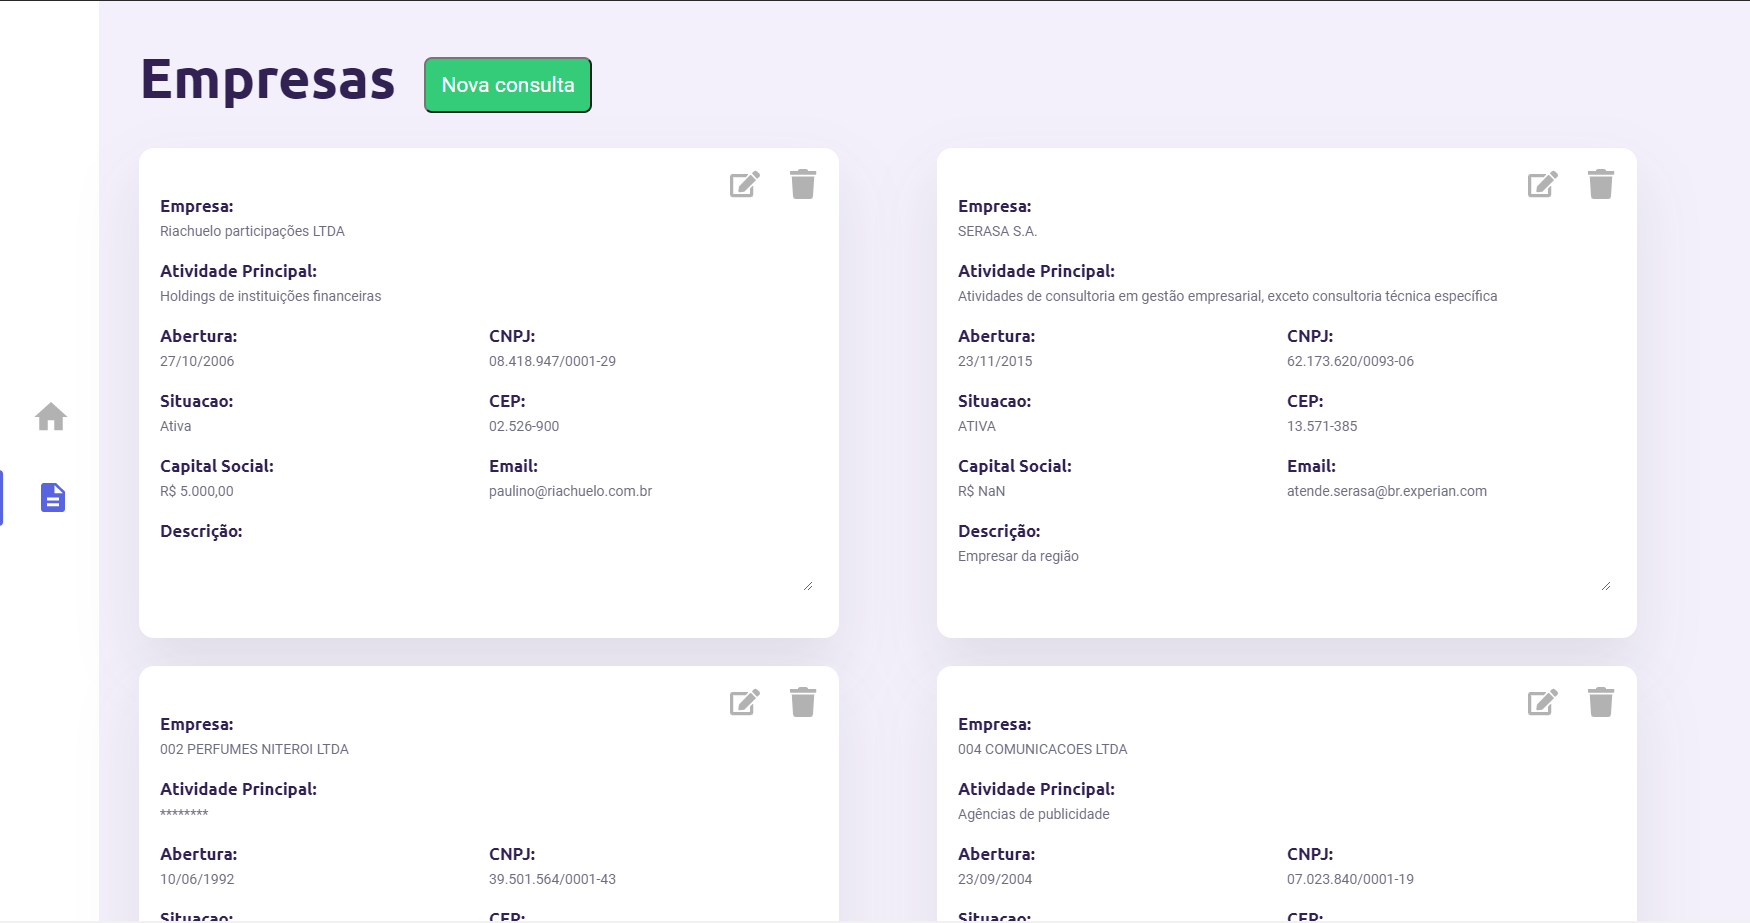 Empresas Nova consulta
Empresa:
Riachuelo participações LTDA
Atividade Principal:
Holdings de instituições financeiras
Abertura: CNPJ:
27/10/2006 08.418.947/0001-29
Situacao: CEP:
Ativa 02.526-900
Capital Social: Email:
R$ 5.000,00 paulino@riachuelo.com.br
Descrição:
Empresa:
SERASA S.A.
Atividade Principal:
Atividades de consultoria em gestão empresarial, exceto consultoria técnica específica
Abertura: CNPJ:
23/11/2015 62.173.620/0093-06
Situacao: CEP:
ATIVA 13.571-385
Capital Social: Email:
R$ NaN atende.serasa@br.experian.com
Descrição:
Empresar da região
Empresa:
002 PERFUMES NITEROI LTDA
Atividade Principal:
********
Abertura: CNPJ:
10/06/1992 39.501.564/0001-43
Situacao: CEP:
Empresa:
004 COMUNICACOES LTDA
Atividade Principal:
Agências de publicidade
Abertura: CNPJ:
23/09/2004 07.023.840/0001-19
Situacao: CEP: